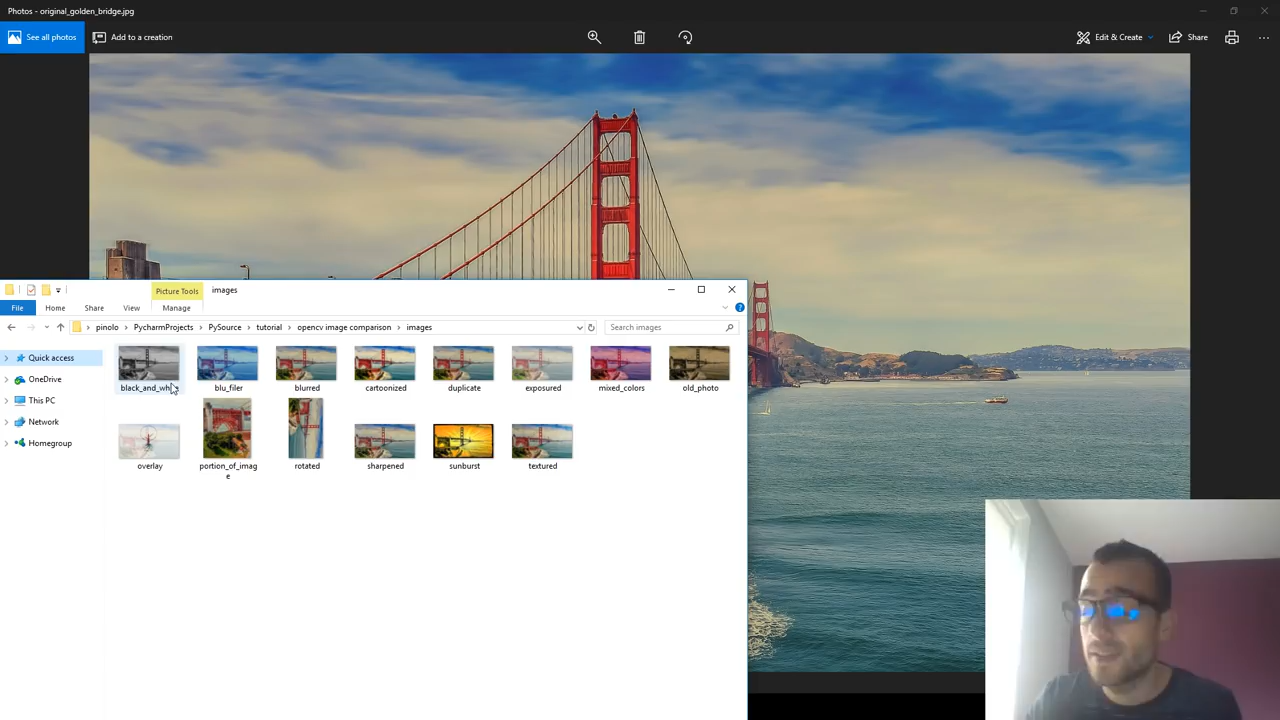 Photos - original_golden_bridge.jpg
See all photos
Add to a creation
Edit & Create
Share
Picture Tools
images
File
Home
Share
View
Manage
pinolo
PycharmProjects
PySource
tutorial
opencv image comparison
images
Search images
Quick access
OneDrive
This PC
Network
Homegroup
blu_filer
blurred
cartoonized
duplicate
exposured
mixed_colors
old_photo
overlay
portion_of_imag
e
rotated
sharpened
sunburst
textured